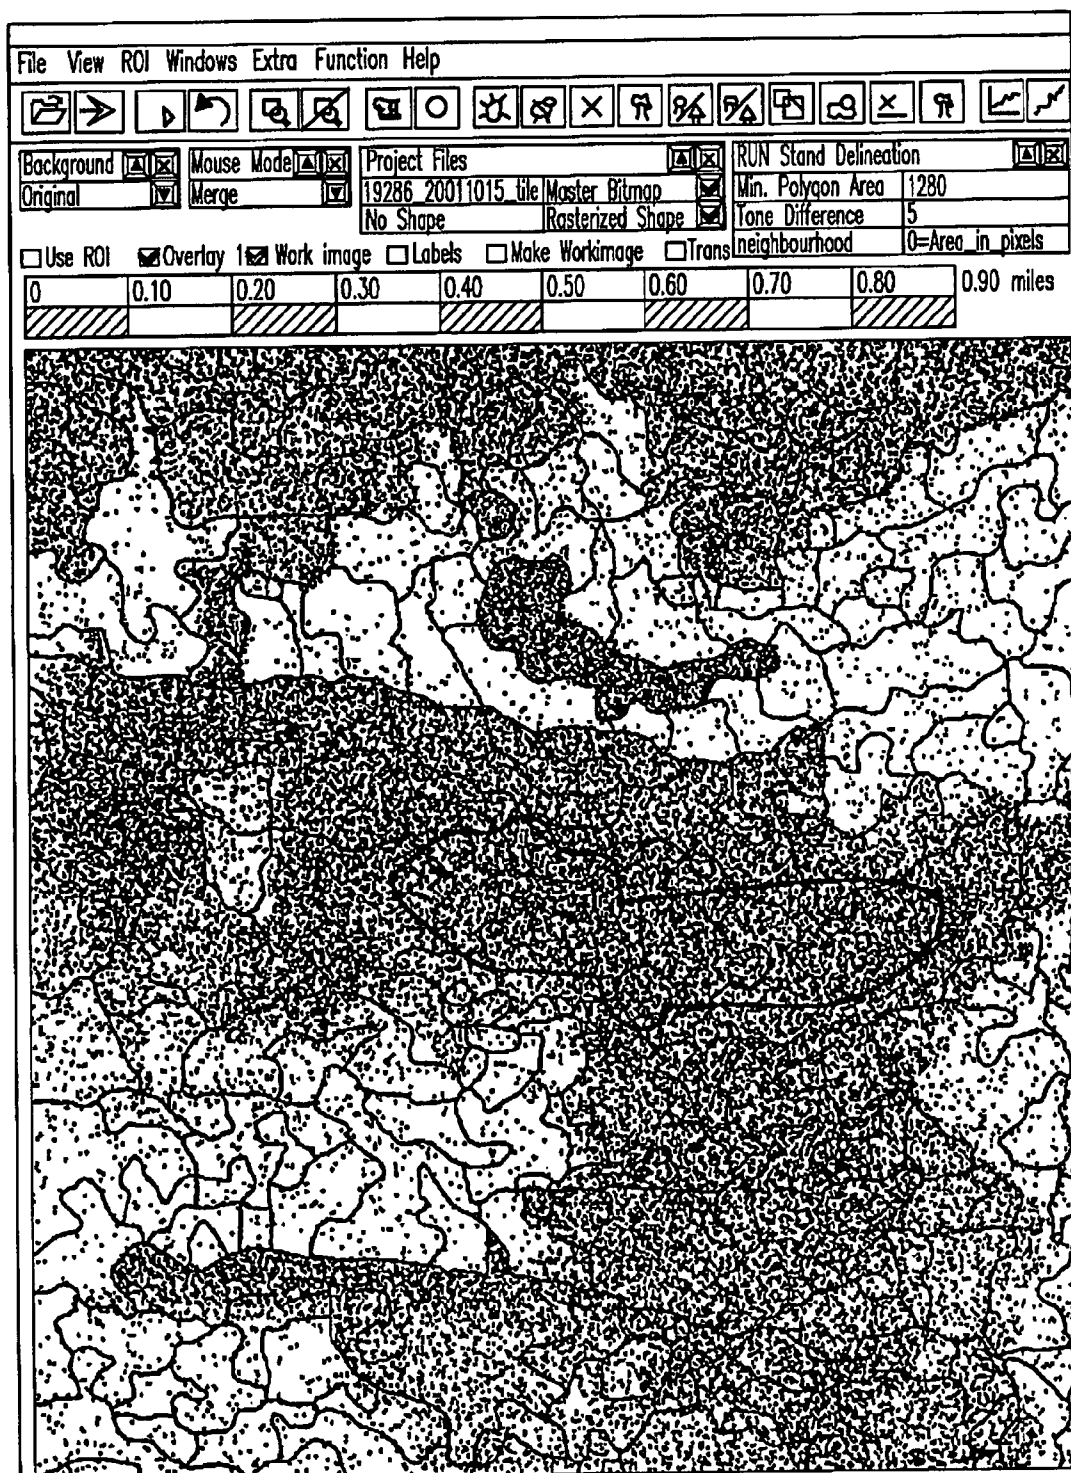 File View ROI Windows Extra Function Help
Background
Original
Mouse Mode
Merge
Project Files
19286_20011015_tile Master Bitmap
No Shape Rasterized Shape
RUN Stand Delineation
Min. Polygon Area 1280
Tone Difference 5
neighbourhood 0=Area_in_pixels
Use ROI Overlay 1 Work image Labels Make Workimage Trans
0 0.10 0.20 0.30 0.40 0.50 0.60 0.70 0.80 0.90 miles